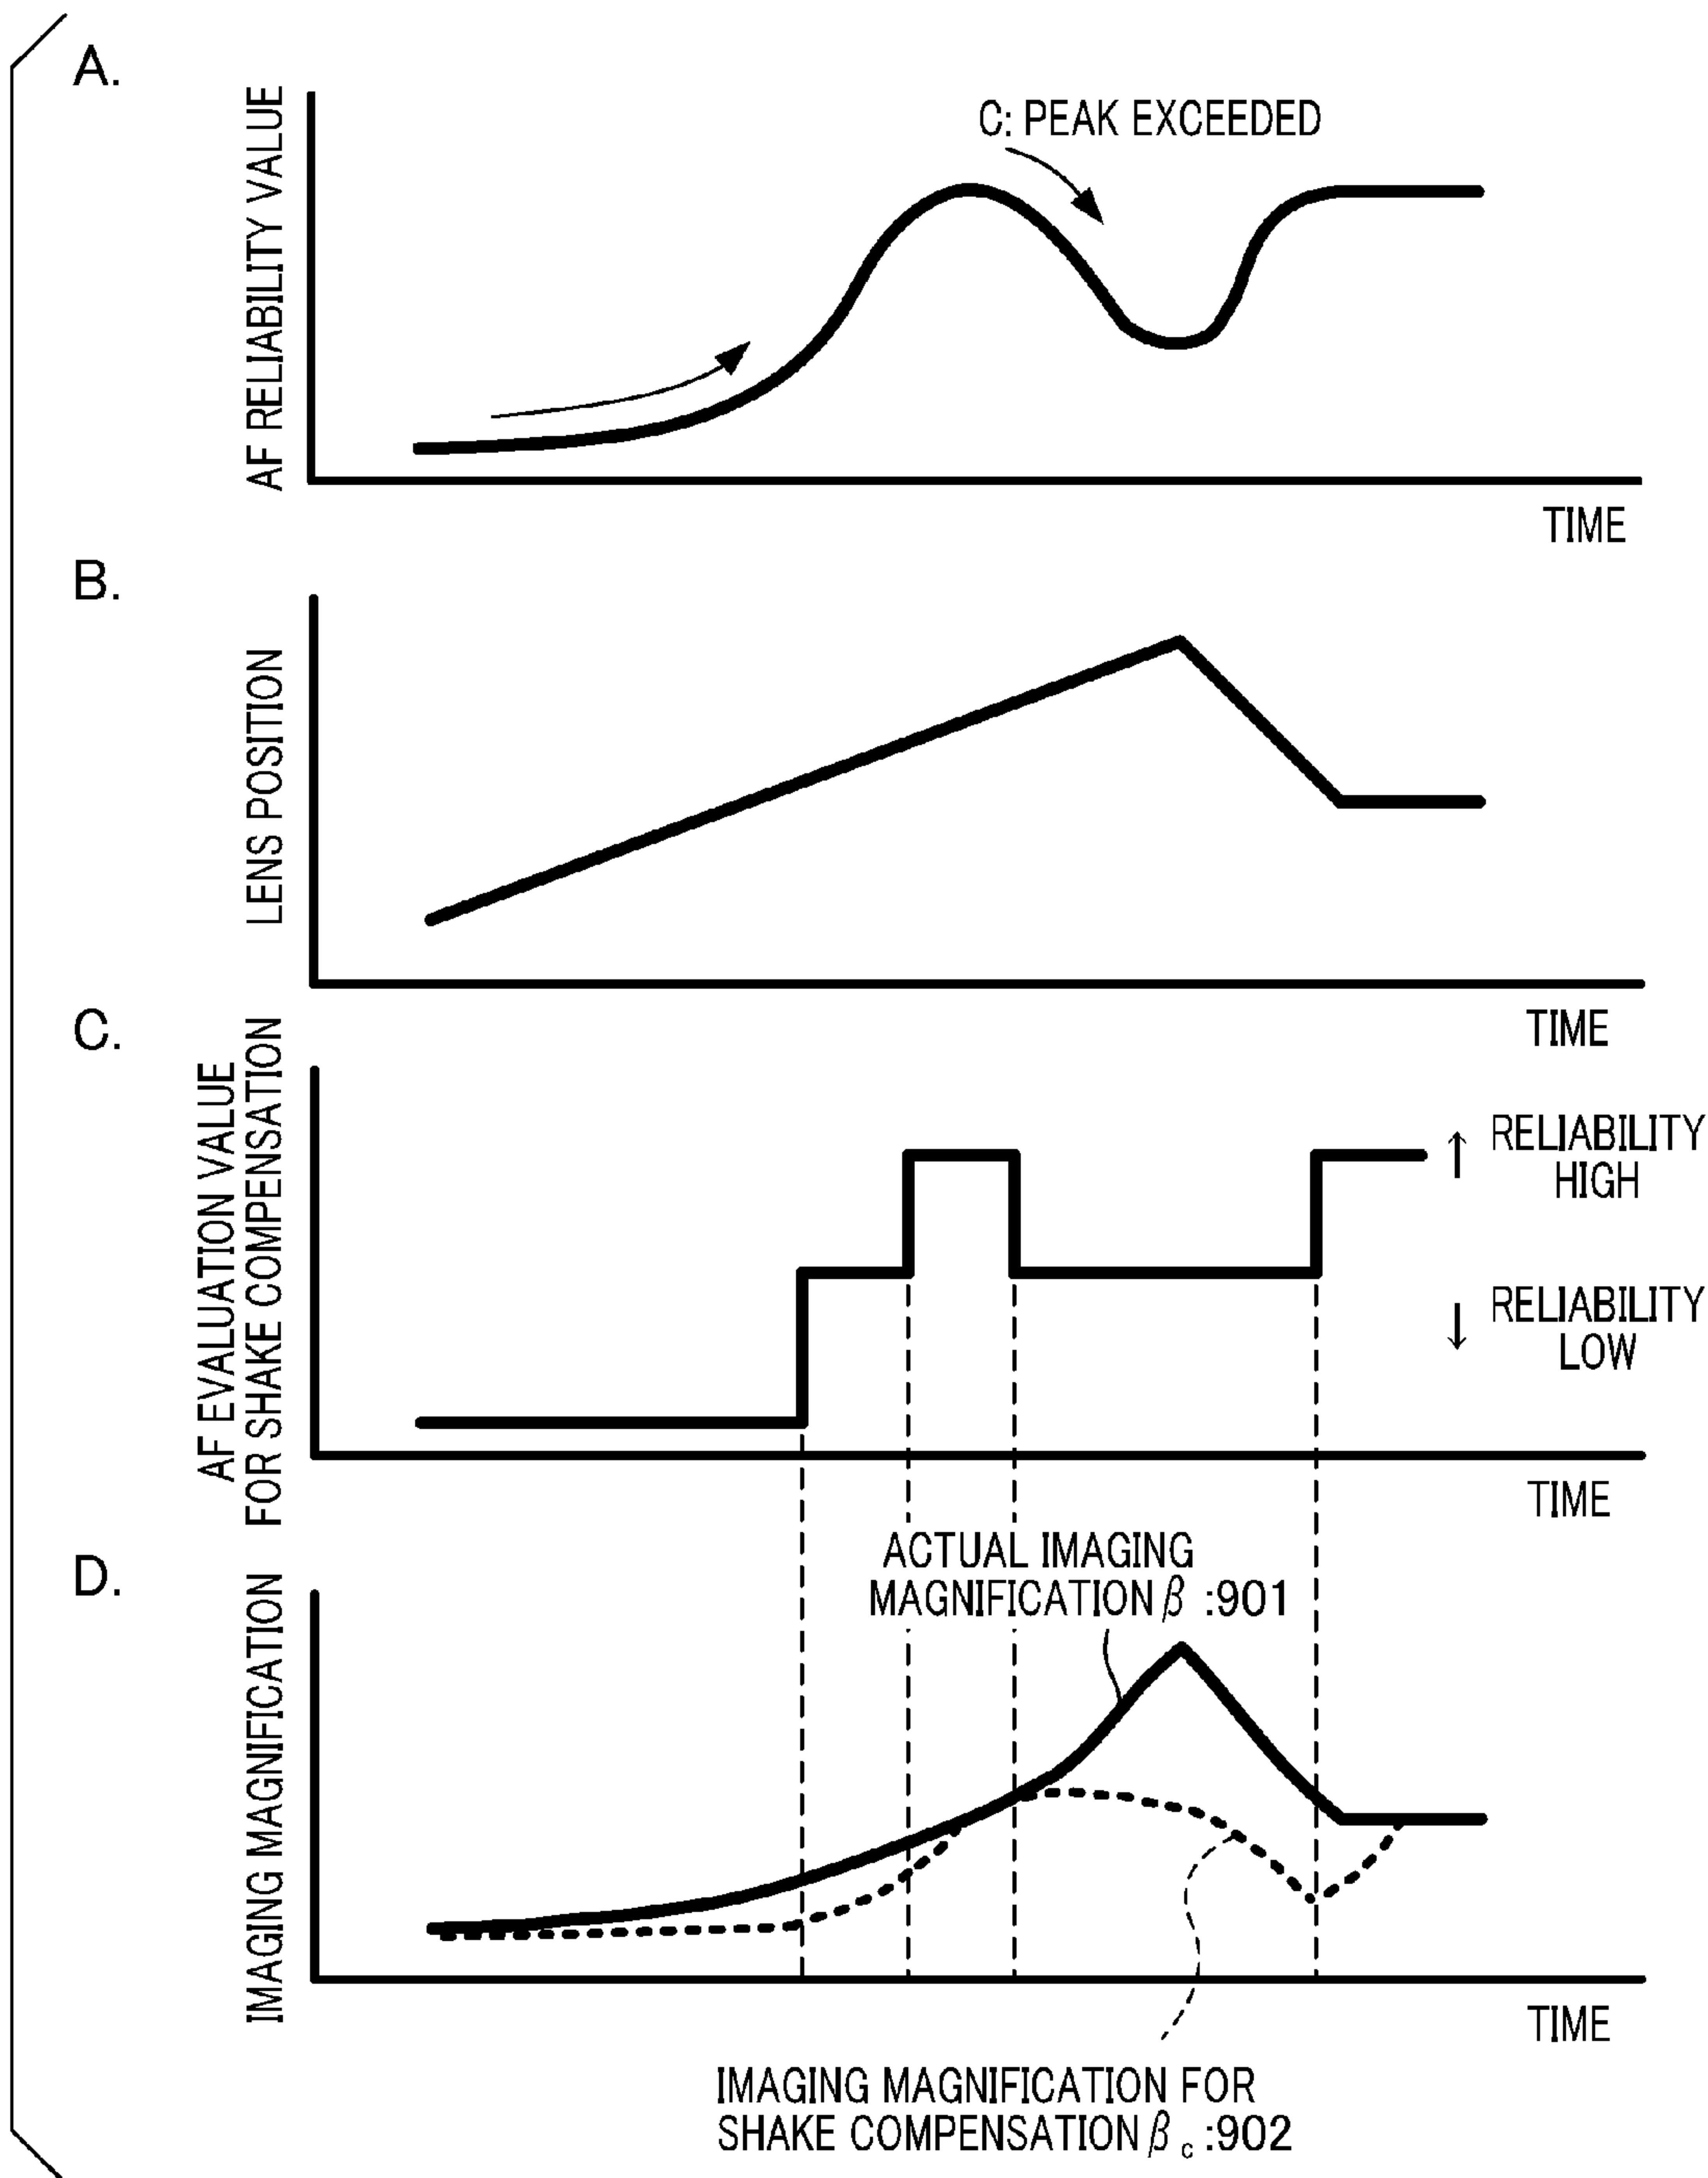 A.
AF RELIABILITY VALUE
C: PEAK EXCEEDED
TIME
B.
LENS POSITION
TIME
C.
AF EVALUATION VALUE
FOR SHAKE COMPENSATION
↑ RELIABILITY
HIGH
↓ RELIABILITY
LOW
TIME
D.
IMAGING MAGNIFICATION
ACTUAL IMAGING
MAGNIFICATION β :901
TIME
IMAGING MAGNIFICATION FOR
SHAKE COMPENSATION βc :902